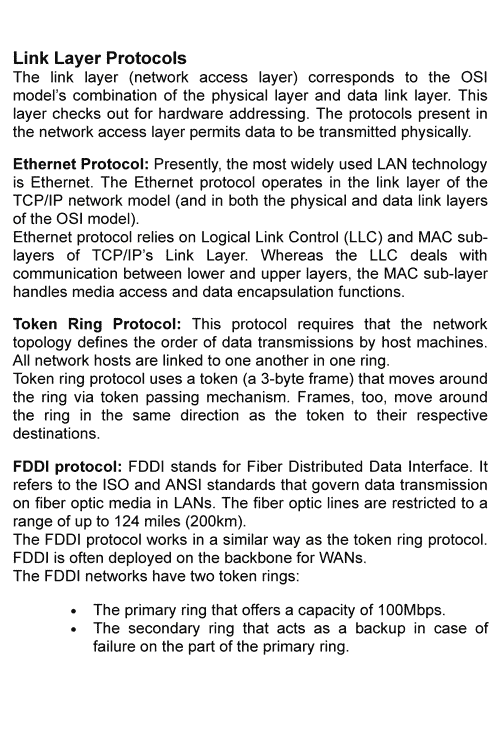 Link Layer Protocols
The link layer (network access layer) corresponds to the OSI
model's combination of the physical layer and data link layer. This
layer checks out for hardware addressing. The protocols present in
the network access layer permits data to be transmitted physically.
Ethernet Protocol: Presently, the most widely used LAN technology
is Ethernet. The Ethernet protocol operates in the link layer of the
TCP/IP network model (and in both the physical and data link layers
of the OSI model).
Ethernet protocol relies on Logical Link Control (LLC) and MAC sub-
layers of TCP/IP's Link Layer. Whereas the LLC deals with
communication between lower and upper layers, the MAC sub-layer
handles media access and data encapsulation functions.
Token Ring Protocol: This protocol requires that the network
topology defines the order of data transmissions by host machines.
All network hosts are linked to one another in one ring.
Token ring protocol uses a token (a 3-byte frame) that moves around
the ring via token passing mechanism. Frames, too, move around
the ring in the same direction as the token to their respective
destinations.
FDDI protocol: FDDI stands for Fiber Distributed Data Interface. It
refers to the ISO and ANSI standards that govern data transmission
on fiber optic media in LANs. The fiber optic lines are restricted to a
range of up to 124 miles (200km).
The FDDI protocol works in a similar way as the token ring protocol.
FDDI is often deployed on the backbone for WANs.
The FDDI networks have two token rings:
• The primary ring that offers a capacity of 100Mbps.
• The secondary ring that acts as a backup in case of
failure on the part of the primary ring.